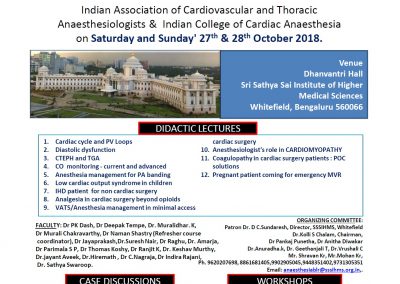 Indian Association of Cardiovascular and Thoracic
Anaesthesiologists & Indian College of Cardiac Anaesthesia
on Saturday and Sunday' 27th & 28th October 2018.
Venue
Dhanvantri Hall
Sri Sathya Sai Institute of Higher
Medical Sciences
Whitefield, Bengaluru 560066
DIDACTIC LECTURES
1. Cardiac cycle and PV Loops
2. Diastolic dysfunction
3. CTEPH and TGA
4. CO monitoring - current and advanced
5. Anesthesia management for PA banding
6. Low cardiac output syndrome in children
7. IHD patient for non cardiac surgery
8. Analgesia in cardiac surgery beyond opioids
9. VATS/Anesthesia management in minimal access
cardiac surgery
10. Anesthesiologist's role in CARDIOMYOPATHY
11. Coagulopathy in cardiac surgery patients : POC
solutions
12. Pregnant patient coming for emergency MVR
FACULTY: Dr PK Dash, Dr Deepak Tempe, Dr. Muralidhar. K,
Dr Murali Chakravarthy, Dr Naman Shastry (Refresher course
coordinator), Dr Jayaprakash,Dr.Suresh Nair, Dr Raghu, Dr. Amarja,
Dr Parimala S P, Dr Thomas Koshy, Dr Ranjit K, Dr. Keshav Murthy,
Dr.Jayant Aveek ,Dr.Hiremath , Dr C.Nagraja, Dr Indira Rajani,
Dr. Sathya Swaroop.
ORGANIZING COMMITTEE:
Patron Dr. D C.Sundaresh, Director, SSSIHMS, Whitefield
Dr Kolli S Chalem, Chairman,
Dr Pankaj Punetha, Dr Anitha Diwakar
Dr.Anuradha.Ji, Dr. Geethanjali T, Dr.Vrushali C
Mr. Shravan Kr, Mr.Mohan Kr,
Ph. 9620207698, 8861681405,9902905045,9448351402,9731305351
Email: anaesthesiablr@sssihms.org.in,.
CASE DISCUSSIONS
WORKSHOPS